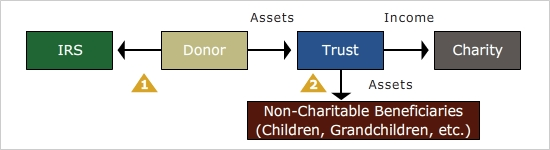 Assets
Income
IRS
Donor
Trust
Charity
1
2
Assets
Non-Charitable Beneficiaries
(Children, Grandchildren, etc.)